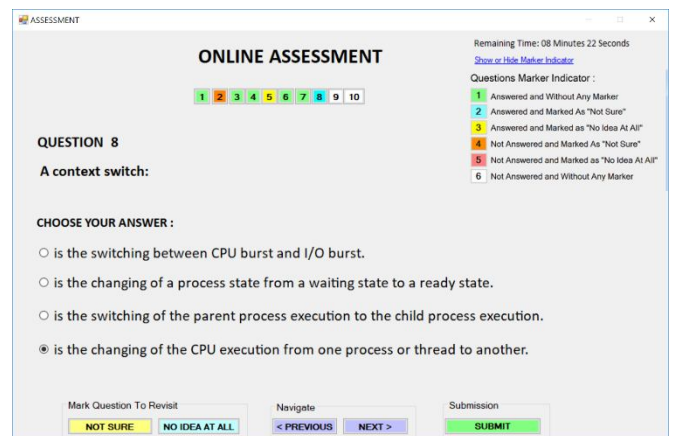 ASSESSMENT
Remaining Time: 08 Minutes 22 Seconds
ONLINE ASSESSMENT
Show or Hide Marker Indicator
Questions Marker Indicator :
1 2 3 4 5 6 7 8 9 10
1 Answered and Without Any Marker
2 Answered and Marked As "Not Sure"
3 Answered and Marked as "No Idea At All"
4 Not Answered and Marked As "Not Sure"
5 Not Answered and Marked as "No Idea At All"
6 Not Answered and Without Any Marker
QUESTION 8
A context switch:
CHOOSE YOUR ANSWER :
is the switching between CPU burst and I/O burst.
is the changing of a process state from a waiting state to a ready state.
is the switching of the parent process execution to the child process execution.
is the changing of the CPU execution from one process or thread to another.
Mark Question To Revisit
NOT SURE NO IDEA AT ALL
Navigate
< PREVIOUS NEXT >
Submission
SUBMIT